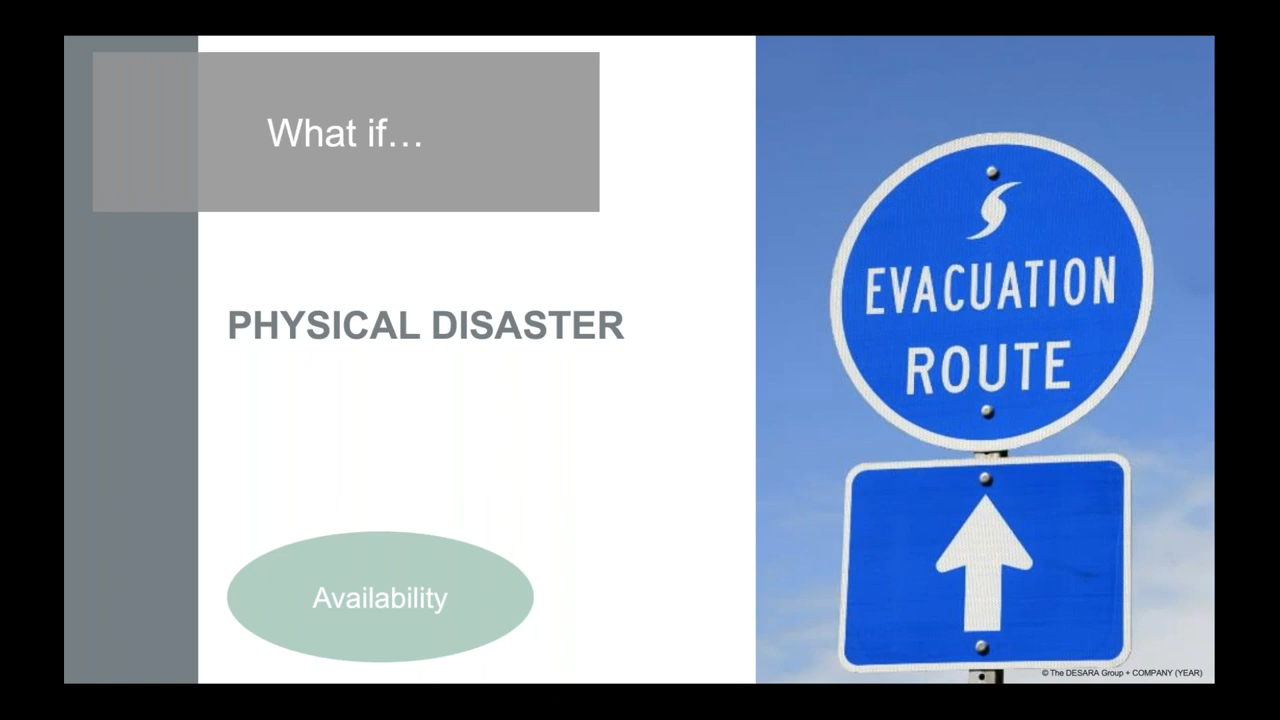 What if…
PHYSICAL DISASTER
Availability
EVACUATION
ROUTE
© The DESARA Group + COMPANY (YEAR)